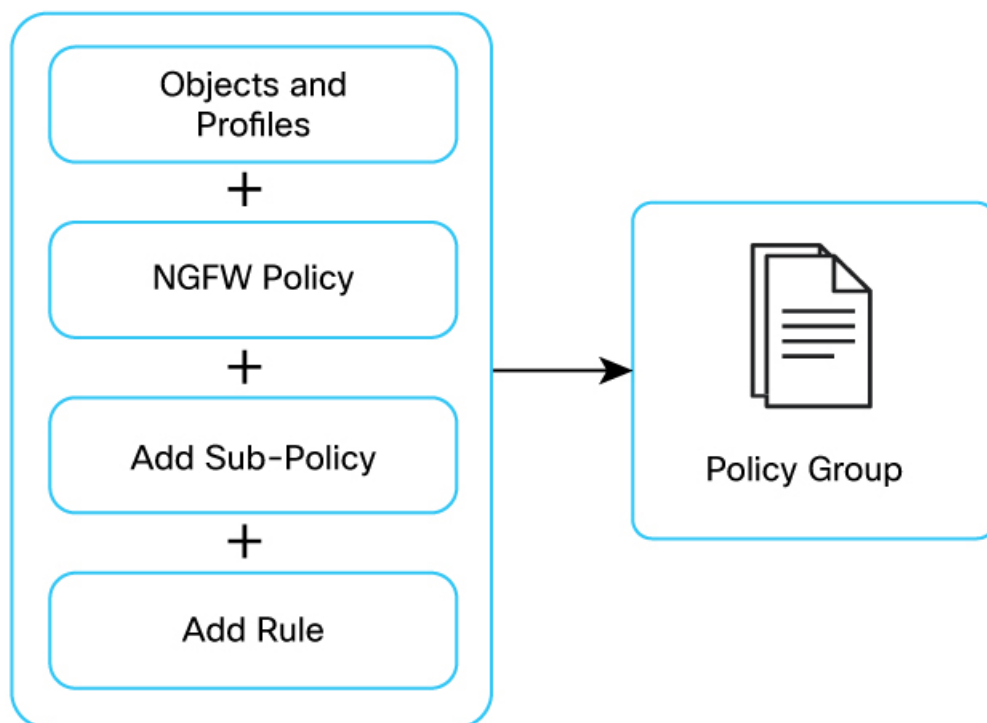 Objects and
Profiles
+
NGFW Policy
+
Add Sub-Policy
+
Add Rule
Policy Group